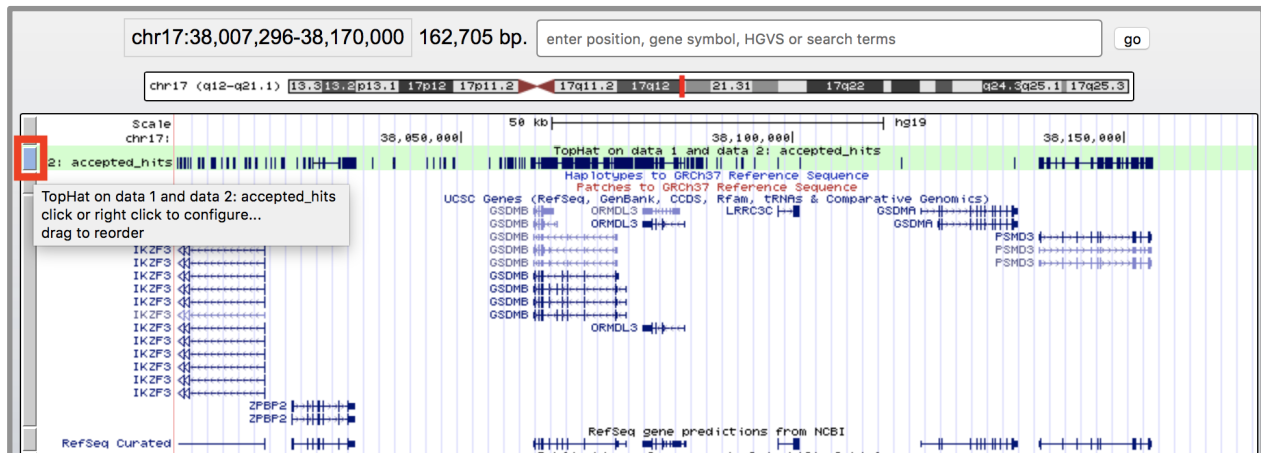 chr17:38,007,296-38,170,000 162,705 bp. enter position, gene symbol, HGVS or search terms go
chr17 (q12-q21.1) 13.3 13.2 p13.1 17p12 17p11.2 17q11.2 17q12 21.31 17q22 q24.3 q25.1 17q25.3
Scale 50 kb hg19
chr17: 38,050,000 38,100,000 38,150,000
TopHat on data 1 and data 2: accepted_hits
2: accepted_hits
Haplotypes to GRCh37 Reference Sequence
Patches to GRCh37 Reference Sequence
TopHat on data 1 and data 2: accepted_hits
click or right click to configure...
drag to reorder
UCSC Genes (RefSeq, GenBank, CCDS, Rfam, tRNAs & Comparative Genomics)
GSDMB ORMDL3 LRRC3C GSDMA
GSDMB ORMDL3 GSDMA
GSDMB PSMD3
IKZF3 GSDMB PSMD3
IKZF3 GSDMB PSMD3
IKZF3 GSDMB
IKZF3 GSDMB
IKZF3 GSDMB
IKZF3 GSDMB
IKZF3 ORMDL3
IKZF3
IKZF3
IKZF3
IKZF3
IKZF3
ZPBP2
ZPBP2
RefSeq gene predictions from NCBI
RefSeq Curated